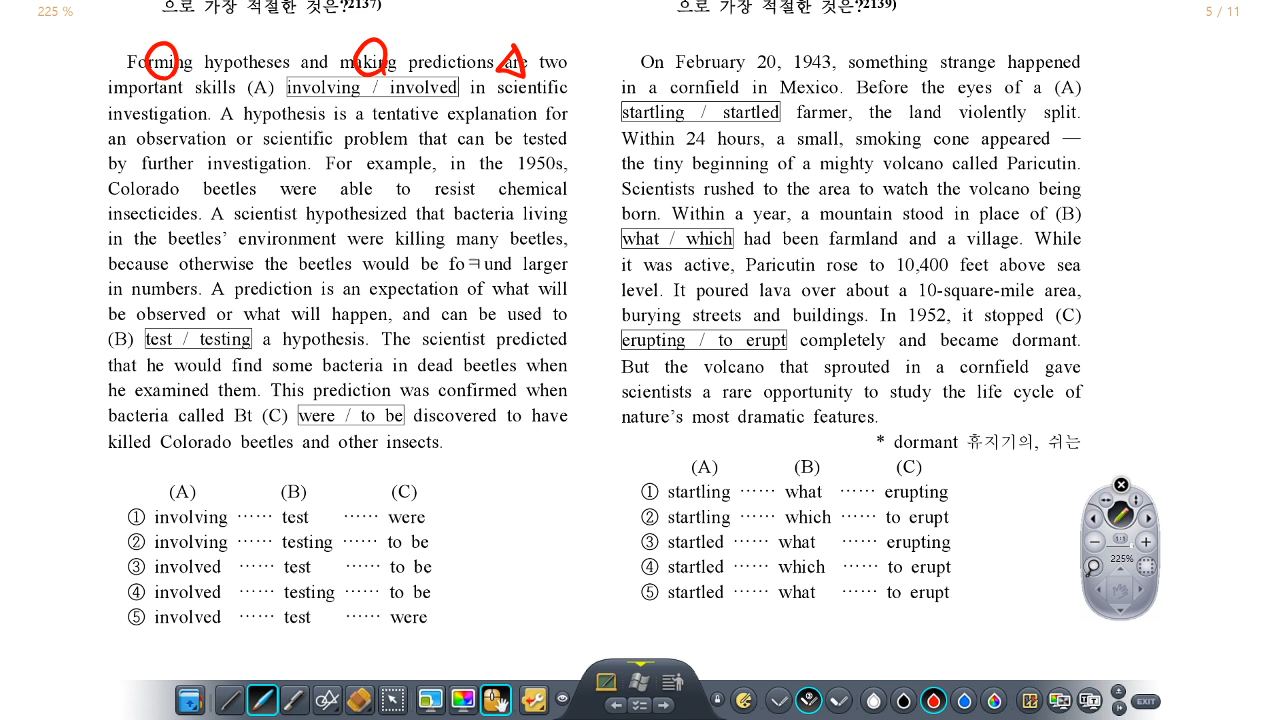 225 %
5 / 11
으로 가장 적절한 것은?2137)
Forming hypotheses and making predictions are two
important skills (A) involving / involved in scientific
investigation. A hypothesis is a tentative explanation for
an observation or scientific problem that can be tested
by further investigation. For example, in the 1950s,
Colorado beetles were able to resist chemical
insecticides. A scientist hypothesized that bacteria living
in the beetles' environment were killing many beetles,
because otherwise the beetles would be foㅋund larger
in numbers. A prediction is an expectation of what will
be observed or what will happen, and can be used to
(B) test / testing a hypothesis. The scientist predicted
that he would find some bacteria in dead beetles when
he examined them. This prediction was confirmed when
bacteria called Bt (C) were / to be discovered to have
killed Colorado beetles and other insects.
(A) (B) (C)
① involving …… test …… were
② involving …… testing …… to be
③ involved …… test …… to be
④ involved …… testing …… to be
⑤ involved …… test …… were
으로 가장 적절한 것은?2139)
On February 20, 1943, something strange happened
in a cornfield in Mexico. Before the eyes of a (A)
startling / startled farmer, the land violently split.
Within 24 hours, a small, smoking cone appeared —
the tiny beginning of a mighty volcano called Paricutin.
Scientists rushed to the area to watch the volcano being
born. Within a year, a mountain stood in place of (B)
what / which had been farmland and a village. While
it was active, Paricutin rose to 10,400 feet above sea
level. It poured lava over about a 10-square-mile area,
burying streets and buildings. In 1952, it stopped (C)
erupting / to erupt completely and became dormant.
But the volcano that sprouted in a cornfield gave
scientists a rare opportunity to study the life cycle of
nature's most dramatic features.
* dormant 휴지기의, 쉬는
(A) (B) (C)
① startling …… what …… erupting
② startling …… which …… to erupt
③ startled …… what …… erupting
④ startled …… which …… to erupt
⑤ startled …… what …… to erupt
1:1
225%
EXIT